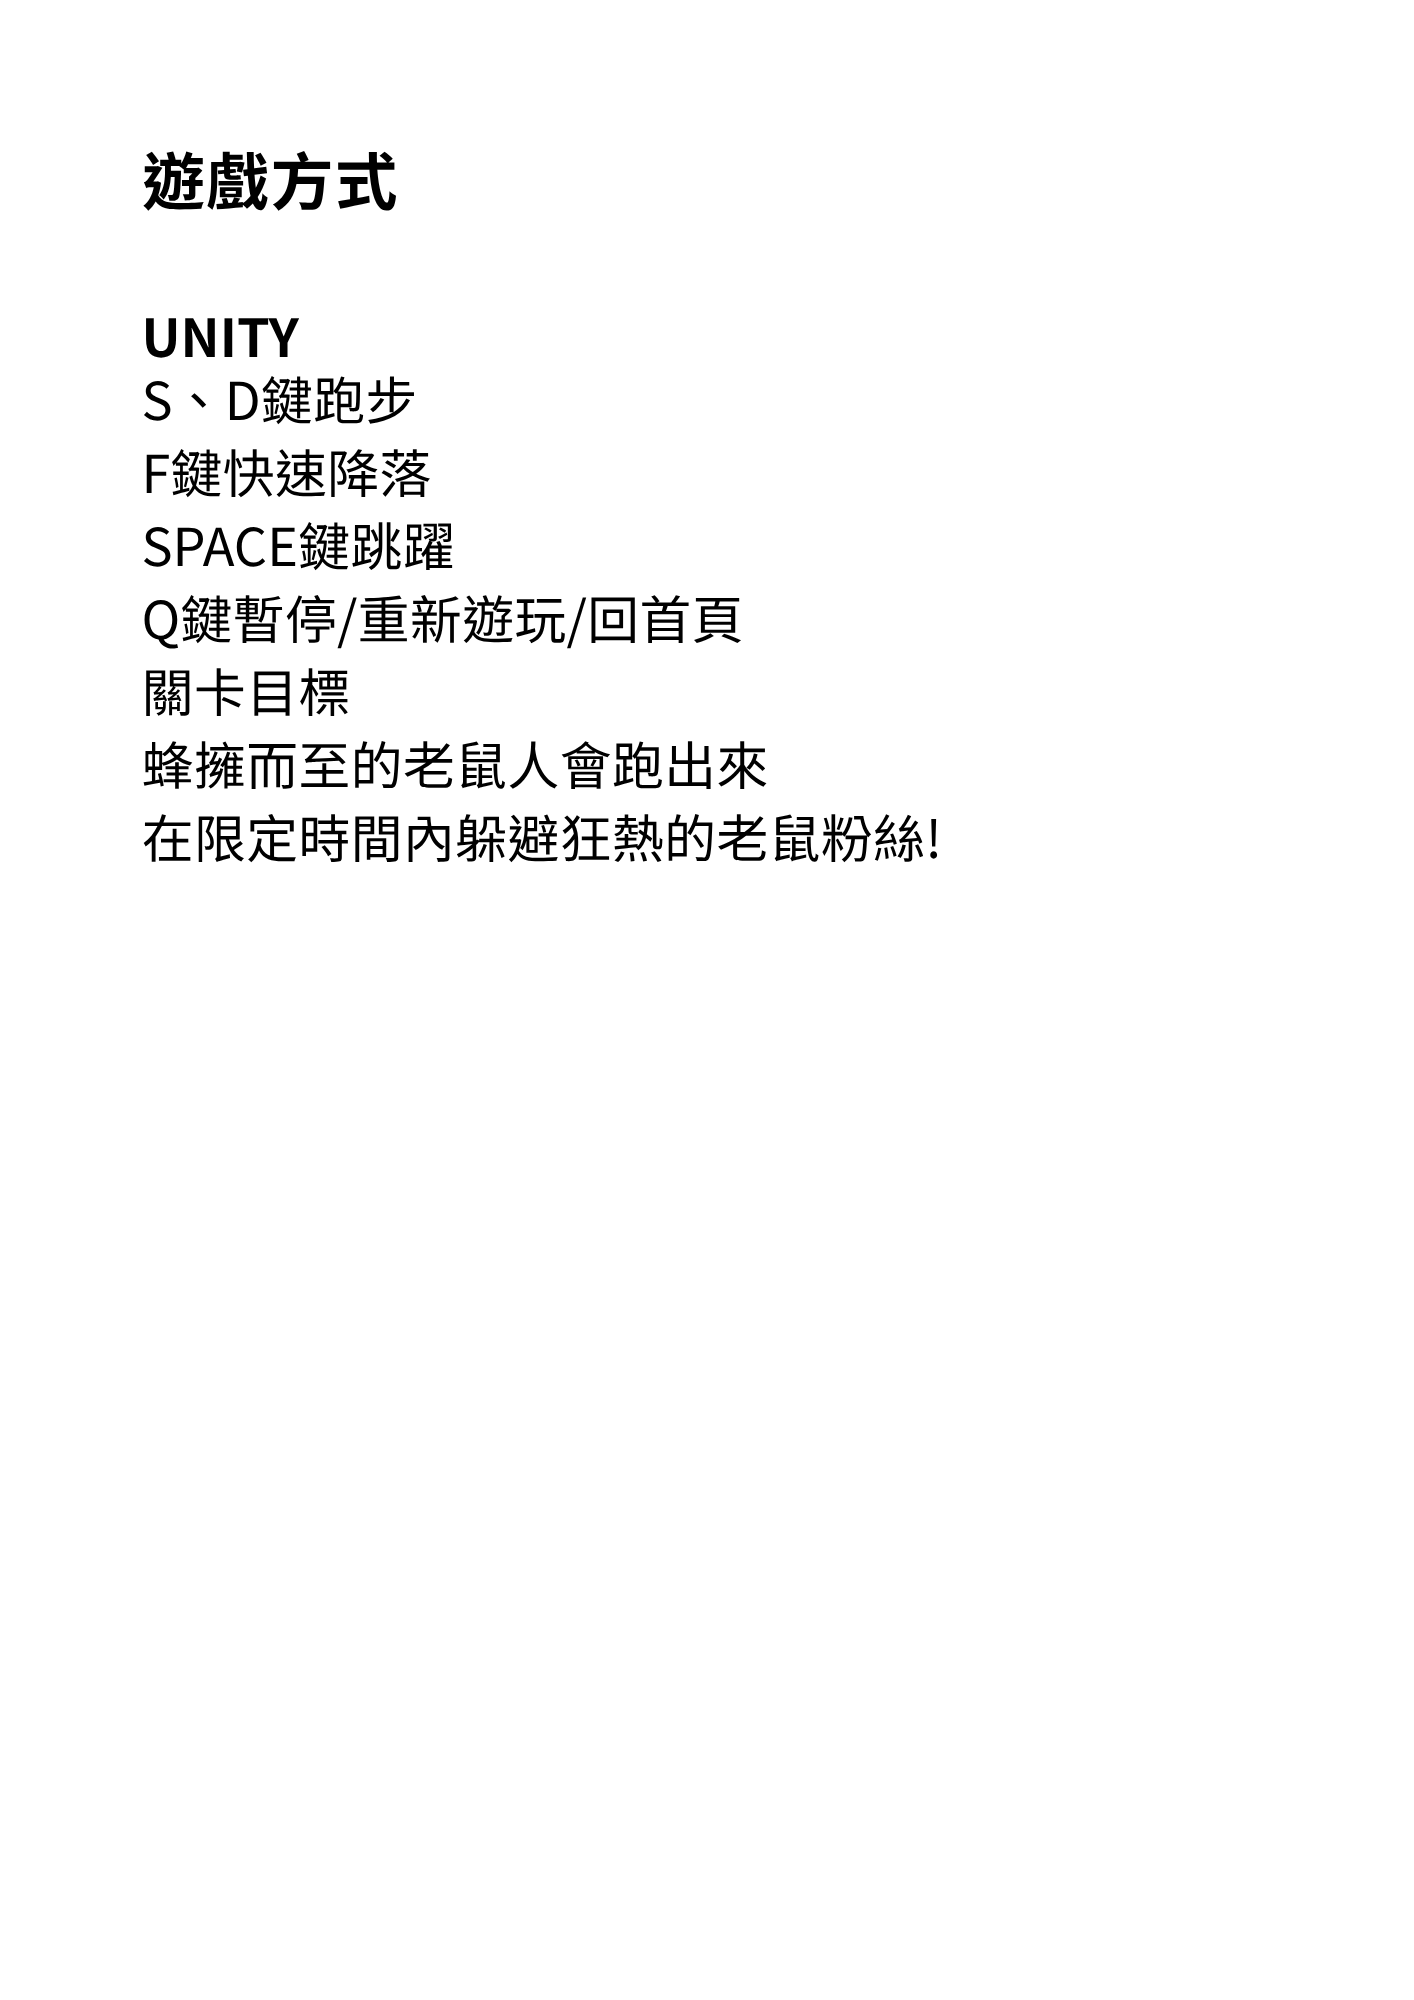 遊戲方式
UNITY
S、D鍵跑步
F鍵快速降落
SPACE鍵跳躍
Q鍵暫停/重新遊玩/回首頁
關卡目標
蜂擁而至的老鼠人會跑出來
在限定時間內躲避狂熱的老鼠粉絲!